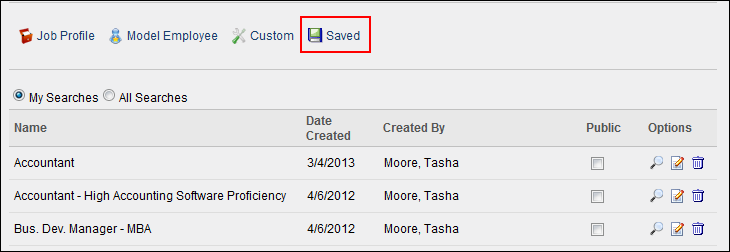 Job Profile Model Employee Custom Saved
My Searches All Searches
Name Date Created Created By Public Options
Accountant 3/4/2013 Moore, Tasha
Accountant - High Accounting Software Proficiency 4/6/2012 Moore, Tasha
Bus. Dev. Manager - MBA 4/6/2012 Moore, Tasha